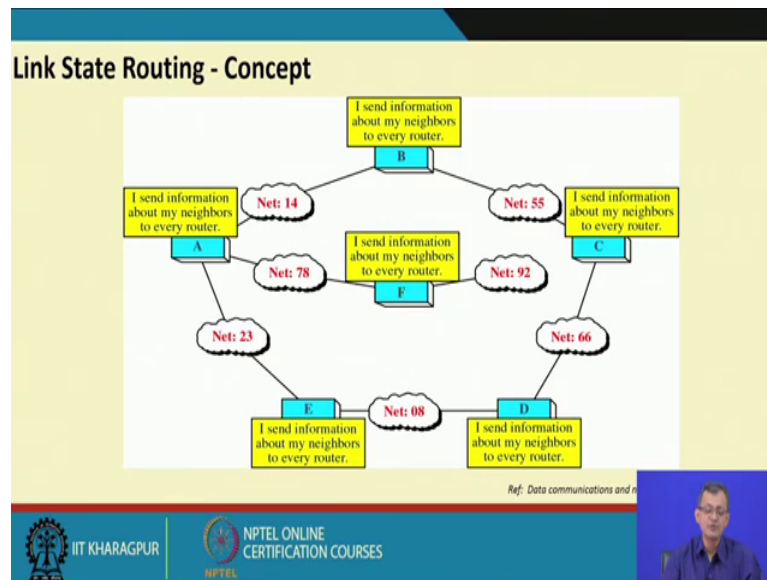 Link State Routing - Concept
I send information
about my neighbors
to every router.
B
I send information
about my neighbors
to every router.
A
Net: 14
Net: 55
I send information
about my neighbors
to every router.
C
I send information
about my neighbors
to every router.
F
Net: 78
Net: 92
Net: 23
Net: 66
E
Net: 08
D
I send information
about my neighbors
to every router.
I send information
about my neighbors
to every router.
Ref: Data communications and
IIT KHARAGPUR
NPTEL
NPTEL ONLINE
CERTIFICATION COURSES